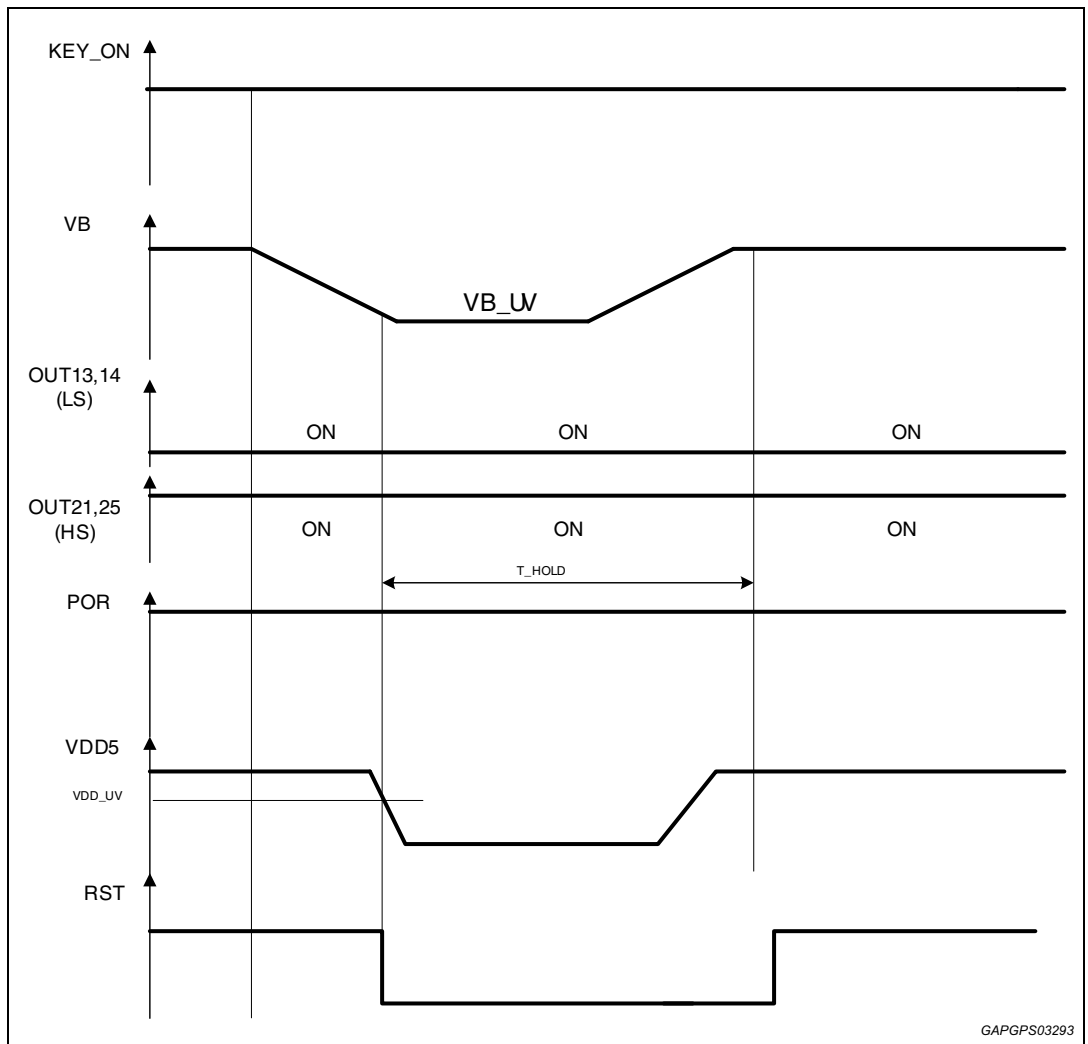 KEY_ON
VB
VB_UV
OUT13,14
(LS)
ON ON ON
OUT21,25
(HS)
ON ON ON
T_HOLD
POR
VDD5
VDD_UV
RST
GAPGPS03293